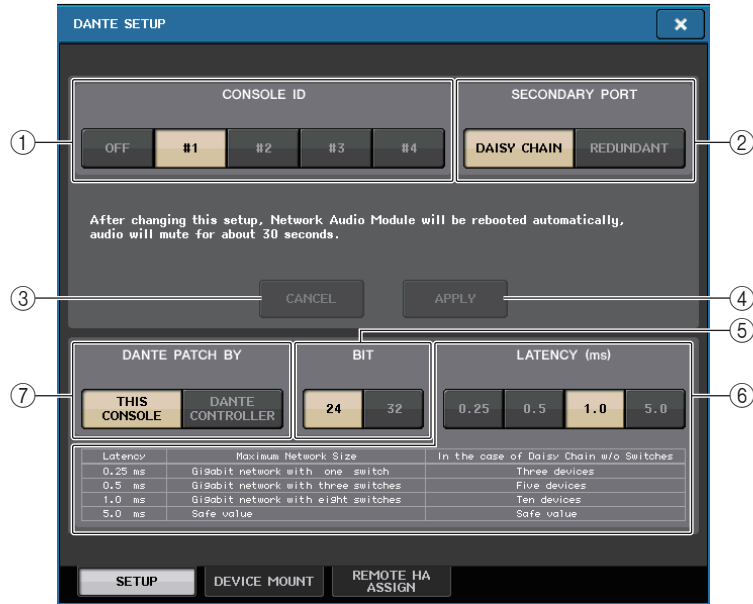 DANTE SETUP
×
CONSOLE ID
SECONDARY PORT
① OFF #1 #2 #3 #4 DAISY CHAIN REDUNDANT ②
After changing this setup, Network Audio Module will be rebooted automatically,
audio will mute for about 30 seconds.
③ CANCEL APPLY ④
⑤
DANTE PATCH BY BIT LATENCY (ms)
⑦ THIS CONSOLE DANTE CONTROLLER 24 32 0.25 0.5 1.0 5.0 ⑥
Latency Maximum Network Size In the case of Daisy Chain w/o Switches
0.25 ms Gigabit network with one switch Three devices
0.5 ms Gigabit network with three switches Five devices
1.0 ms Gigabit network with eight switches Ten devices
5.0 ms Safe value Safe value
SETUP DEVICE MOUNT REMOTE HA ASSIGN